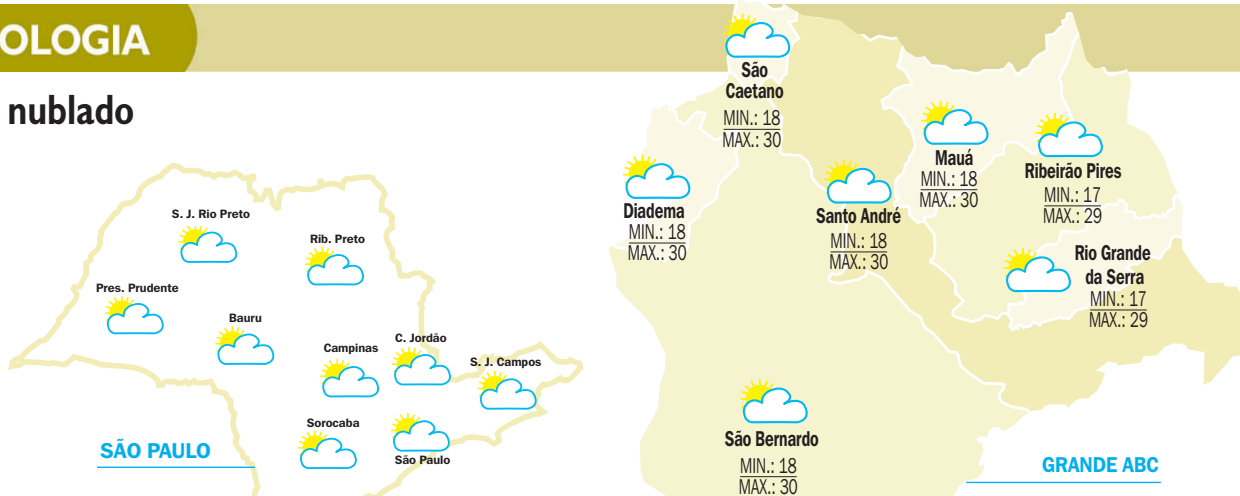 OLOGIA
nublado
S. J. Rio Preto
Rib. Preto
Pres. Prudente
Bauru
Campinas
C. Jordão
S. J. Campos
Sorocaba
São Paulo
SÃO PAULO
São
Caetano
MIN.: 18
MAX.: 30
Diadema
MIN.: 18
MAX.: 30
Santo André
MIN.: 18
MAX.: 30
Mauá
MIN.: 18
MAX.: 30
Ribeirão Pires
MIN.: 17
MAX.: 29
Rio Grande
da Serra
MIN.: 17
MAX.: 29
São Bernardo
MIN.: 18
MAX.: 30
GRANDE ABC